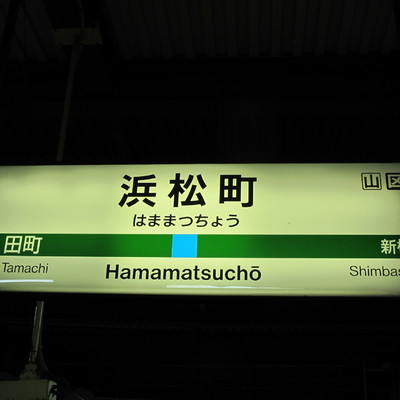 浜松町
山区
はままつちょう
田町
新
Tamachi
Hamamatsuchō
Shimbas